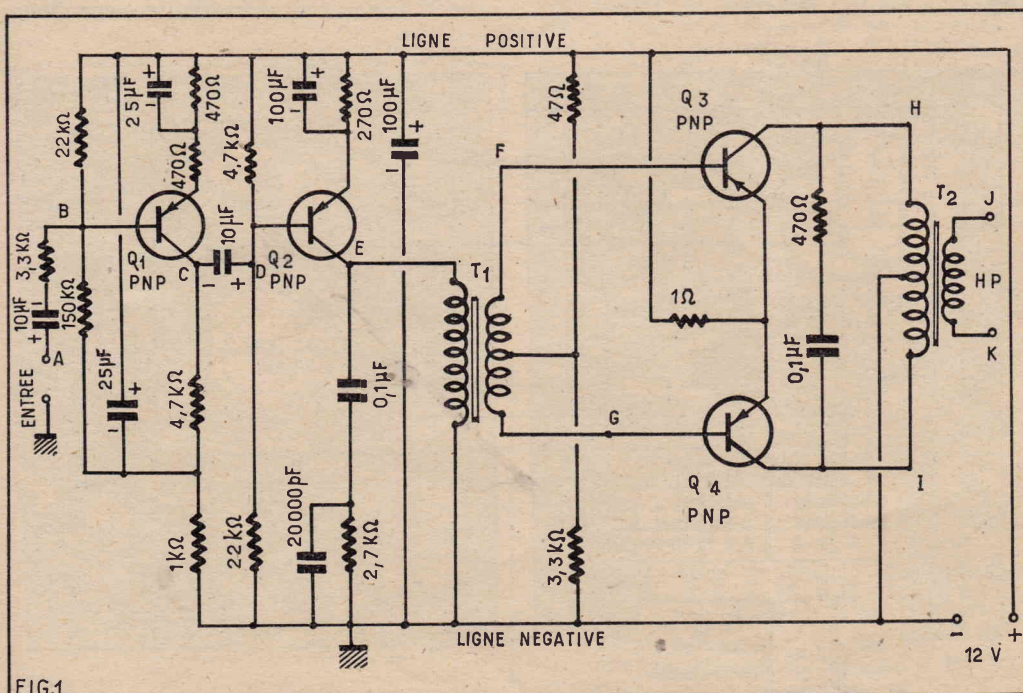 LIGNE POSITIVE
22kΩ
25µF
+
-
470Ω
470Ω
4,7kΩ
100µF
+
-
270Ω
100µF
+
-
47Ω
Q3
PNP
H
F
B
3,3kΩ
10µF
-
+
150kΩ
A
ENTREE
25µF
+
-
Q1
PNP
C
10µF
-
+
D
Q2
PNP
E
T1
470Ω
T2
J
HP
K
1Ω
4,7kΩ
0,1µF
0,1µF
G
Q4
PNP
I
1kΩ
22kΩ
20000pF
2,7kΩ
3,3kΩ
LIGNE NEGATIVE
-
+
12 V
FIG.1